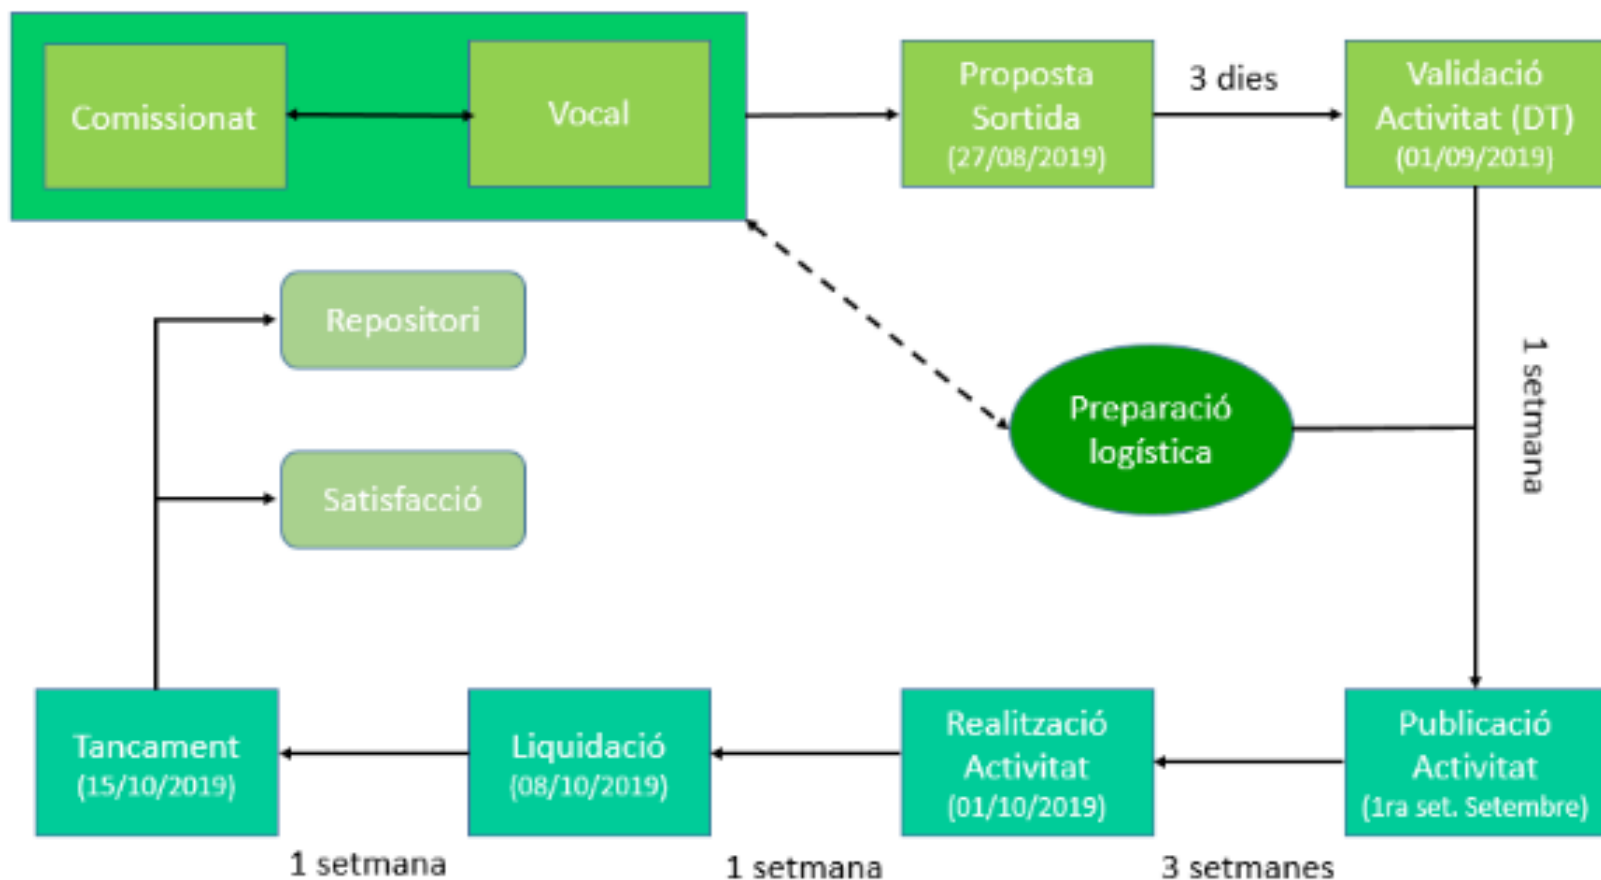 Comissionat
Vocal
Proposta
Sortida
(27/08/2019)
3 dies
Validació
Activitat (DT)
(01/09/2019)
Repositori
Satisfacció
Preparació
logística
1 setmana
Tancament
(15/10/2019)
Liquidació
(08/10/2019)
Realització
Activitat
(01/10/2019)
Publicació
Activitat
(1ra set. Setembre)
1 setmana
1 setmana
3 setmanes